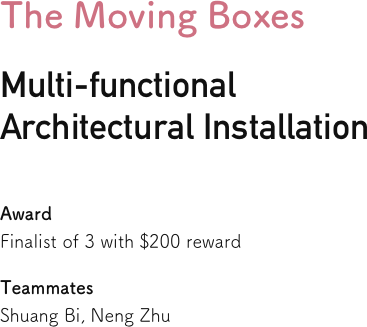 The Moving Boxes
Multi-functional
Architectural Installation
Award
Finalist of 3 with $200 reward
Teammates
Shuang Bi, Neng Zhu